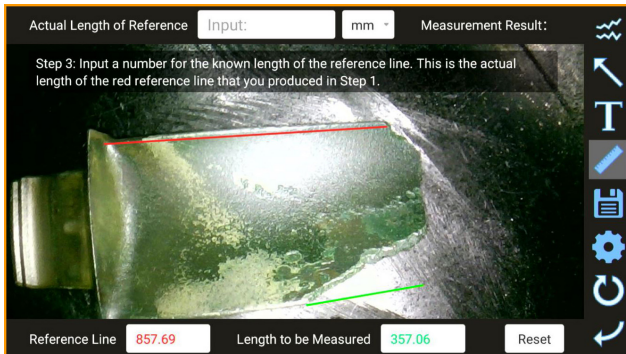 Actual Length of Reference Input: mm Measurement Result:
Step 3: Input a number for the known length of the reference line. This is the actual
length of the red reference line that you produced in Step 1.
T
Reference Line 857.69 Length to be Measured 357.06 Reset